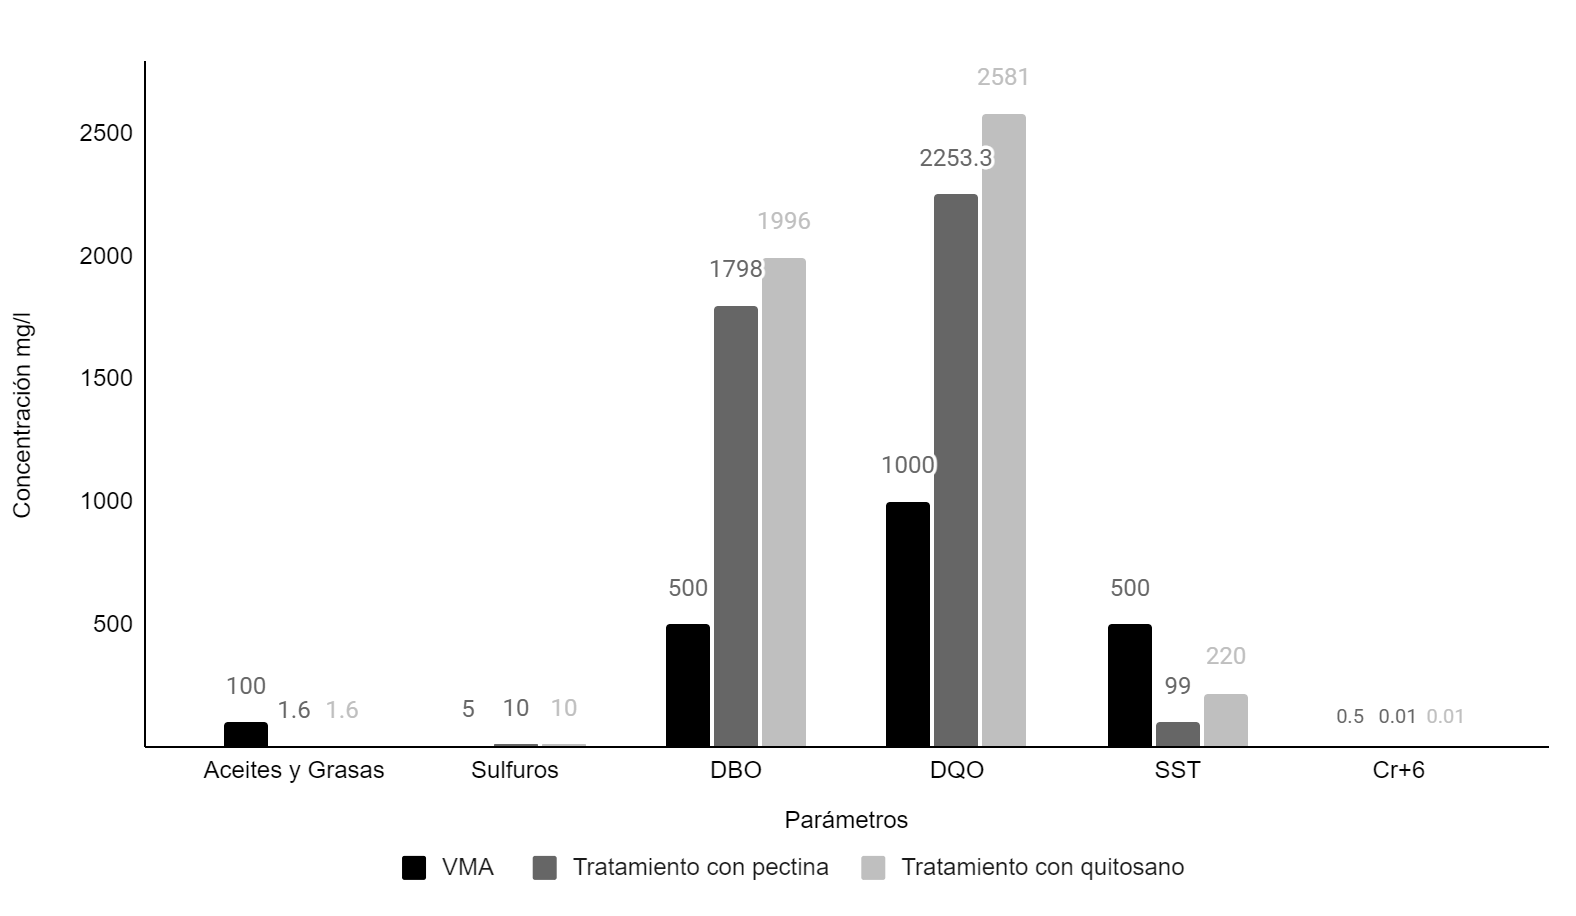 2581
2500
2253.3
1996
2000
1798
1500
1000
1000
500
500
500
220
100
99
1.6 1.6
5 10 10
0.5 0.01 0.01
Concentración mg/l
Aceites y Grasas Sulfuros DBO DQO SST Cr+6
Parámetros
VMA Tratamiento con pectina Tratamiento con quitosano